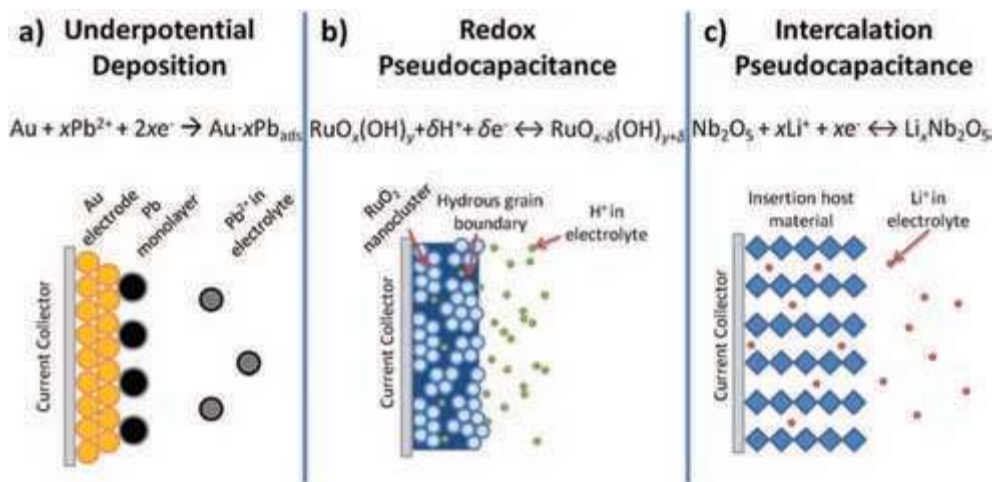 a) Underpotential
Deposition
Au + xPb²⁺ + 2xe⁻ → Au·xPb_ads
Au
electrode
Pb
monolayer
Pb²⁺ in
electrolyte
Current Collector
b) Redox
Pseudocapacitance
RuOₓ(OH)ᵧ+δH⁺+ δe⁻ ↔ RuOₓ₋δ(OH)ᵧ₊δ
RuO₂
nanocluster
Hydrous grain
boundary
H⁺ in
electrolyte
Current Collector
c) Intercalation
Pseudocapacitance
Nb₂O₅ + xLi⁺ + xe⁻ ↔ LiₓNb₂O₅
Insertion host
material
Li⁺ in
electrolyte
Current Collector